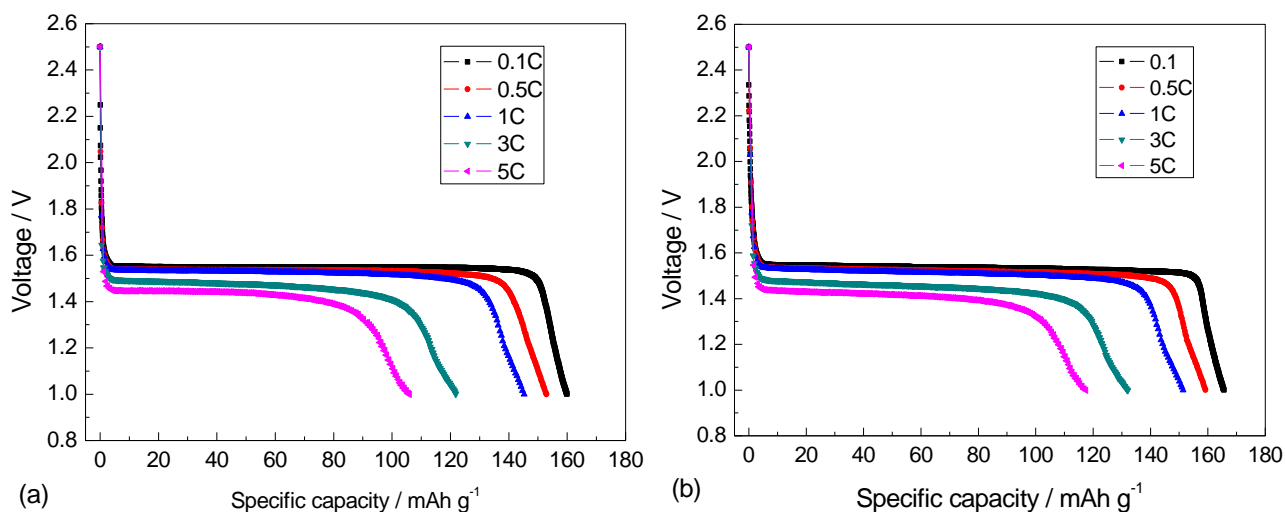 2.6
2.4
2.2
2.0
1.8
1.6
1.4
1.2
1.0
0.8
Voltage / V
0.1C
0.5C
1C
3C
5C
0 20 40 60 80 100 120 140 160 180
Specific capacity / mAh g⁻¹
(a)
2.6
2.4
2.2
2.0
1.8
1.6
1.4
1.2
1.0
0.8
Voltage / V
0.1
0.5C
1C
3C
5C
0 20 40 60 80 100 120 140 160 180
Specific capacity / mAh g⁻¹
(b)